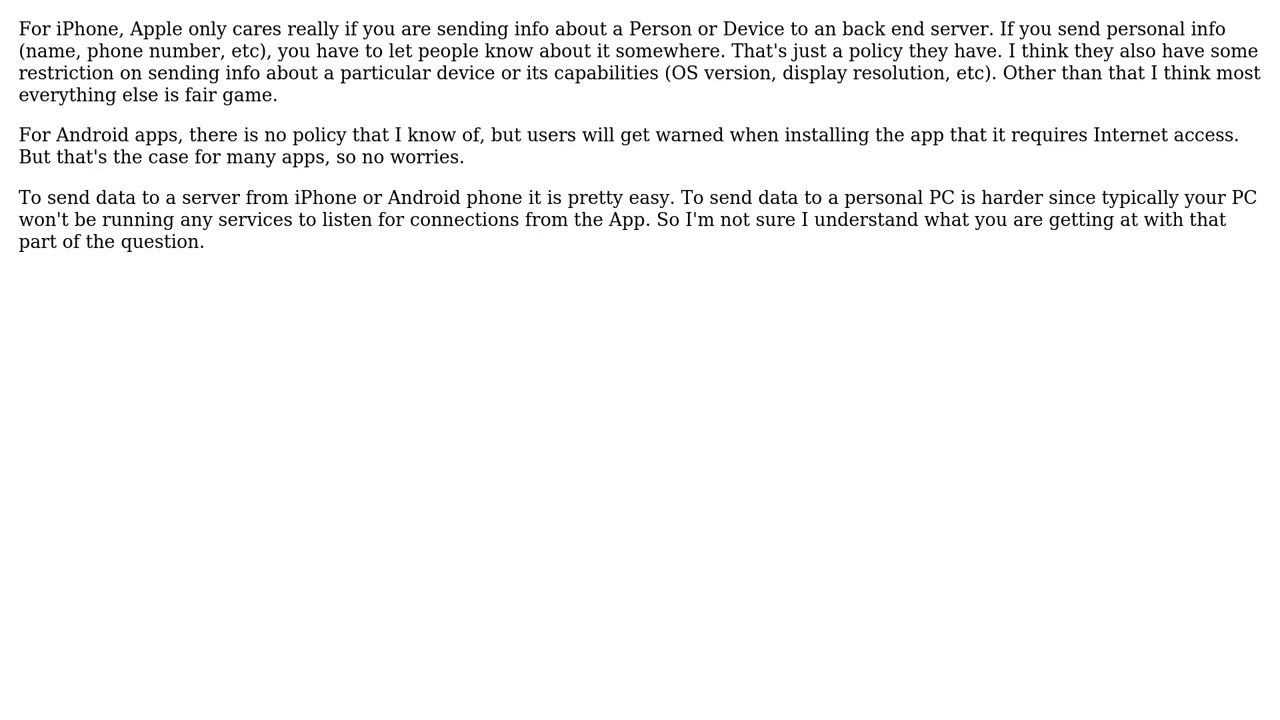 For iPhone, Apple only cares really if you are sending info about a Person or Device to an back end server. If you send personal info
(name, phone number, etc), you have to let people know about it somewhere. That's just a policy they have. I think they also have some
restriction on sending info about a particular device or its capabilities (OS version, display resolution, etc). Other than that I think most
everything else is fair game.
For Android apps, there is no policy that I know of, but users will get warned when installing the app that it requires Internet access.
But that's the case for many apps, so no worries.
To send data to a server from iPhone or Android phone it is pretty easy. To send data to a personal PC is harder since typically your PC
won't be running any services to listen for connections from the App. So I'm not sure I understand what you are getting at with that
part of the question.